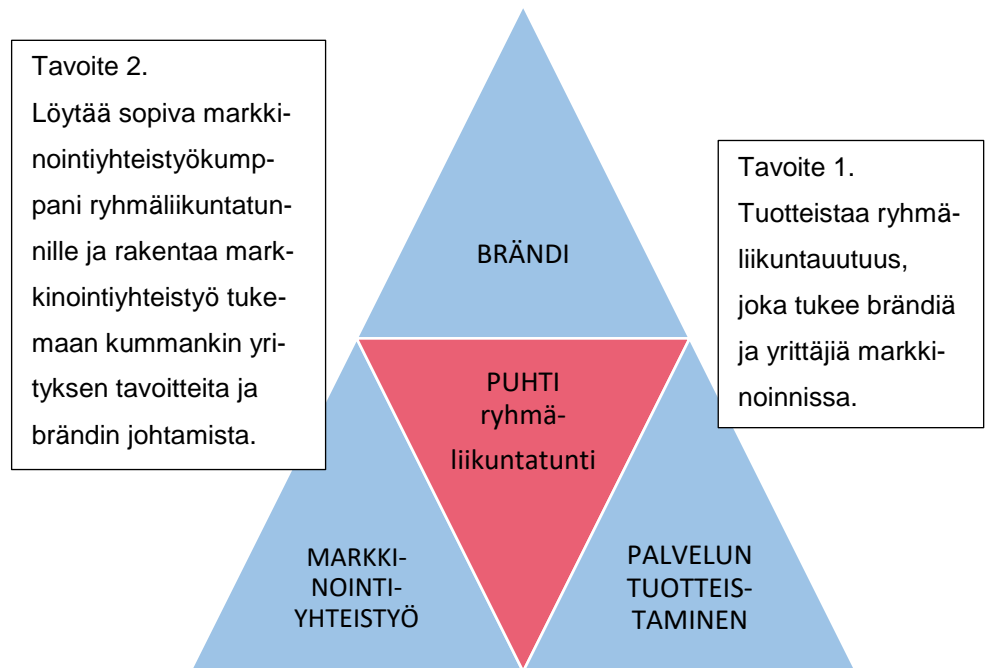 Tavoite 2.
Löytää sopiva markki-
nointiyhteistyökump-
pani ryhmäliikuntatun-
nille ja rakentaa mark-
kinointiyhteistyö tuke-
maan kummankin yri-
tyksen tavoitteita ja
brändin johtamista.
Tavoite 1.
Tuotteistaa ryhmä-
liikuntauutuus,
joka tukee brändiä
ja yrittäjiä markki-
noinnissa.
BRÄNDI
PUHTI
ryhmä-
liikuntatunti
MARKKI-
NOINTI-
YHTEISTYÖ
PALVELUN
TUOTTEIS-
TAMINEN